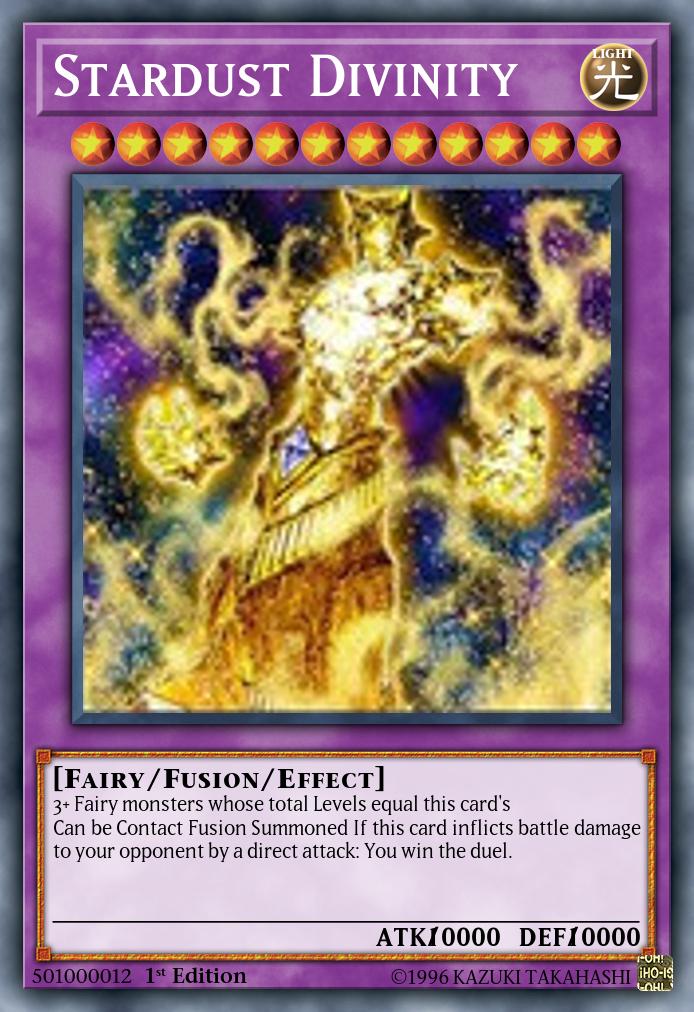 STARDUST DIVINITY
LIGHT
光
[FAIRY/FUSION/EFFECT]
3+ Fairy monsters whose total Levels equal this card's
Can be Contact Fusion Summoned If this card inflicts battle damage
to your opponent by a direct attack: You win the duel.
ATK/10000 DEF/10000
501000012 1st Edition ©1996 KAZUKI TAKAHASHI